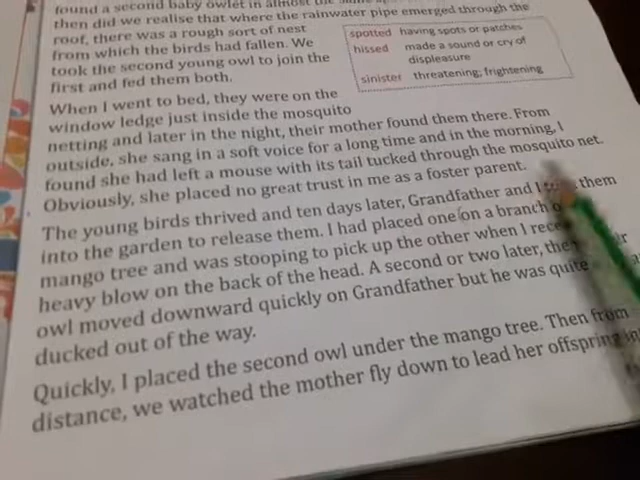 found a second baby owlet in almost the same
then did we realise that where the rainwater pipe emerged through the
roof, there was a rough sort of nest
from which the birds had fallen. We
took the second young owl to join the
first and fed them both.
spotted having spots or patches
hissed made a sound or cry of
displeasure
sinister threatening; frightening
When I went to bed, they were on the
window ledge just inside the mosquito
netting and later in the night, their mother found them there. From
outside, she sang in a soft voice for a long time and in the morning, I
found she had left a mouse with its tail tucked through the mosquito net.
Obviously, she placed no great trust in me as a foster parent.
The young birds thrived and ten days later, Grandfather and I them
into the garden to release them. I had placed one on a branch
mango tree and was stooping to pick up the other when I
heavy blow on the back of the head. A second or two later, the
owl moved downward quickly on Grandfather but he was quite
ducked out of the way.
Quickly, I placed the second owl under the mango tree. Then from
distance, we watched the mother fly down to lead her offspring